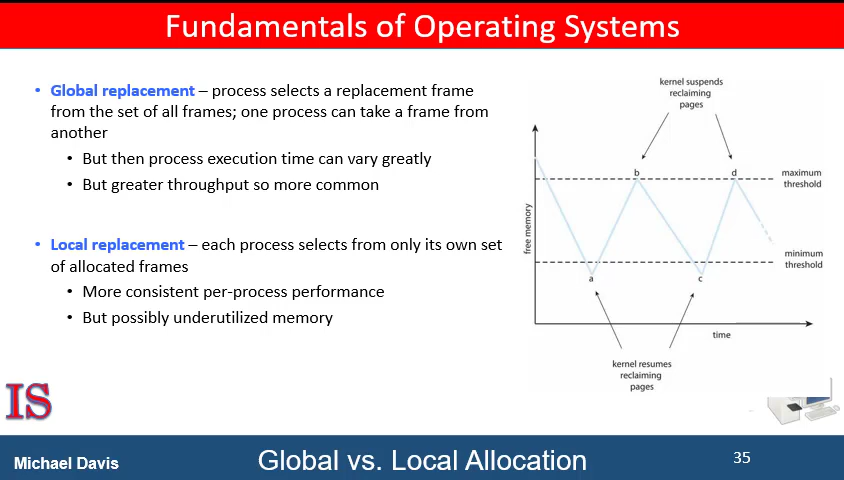 Fundamentals of Operating Systems
• Global replacement – process selects a replacement frame
from the set of all frames; one process can take a frame from
another
• But then process execution time can vary greatly
• But greater throughput so more common
• Local replacement – each process selects from only its own set
of allocated frames
• More consistent per-process performance
• But possibly underutilized memory
kernel suspends
reclaiming
pages
b
d
maximum
threshold
free memory
minimum
threshold
a
c
time
kernel resumes
reclaiming
pages
IS
Michael Davis
Global vs. Local Allocation
35